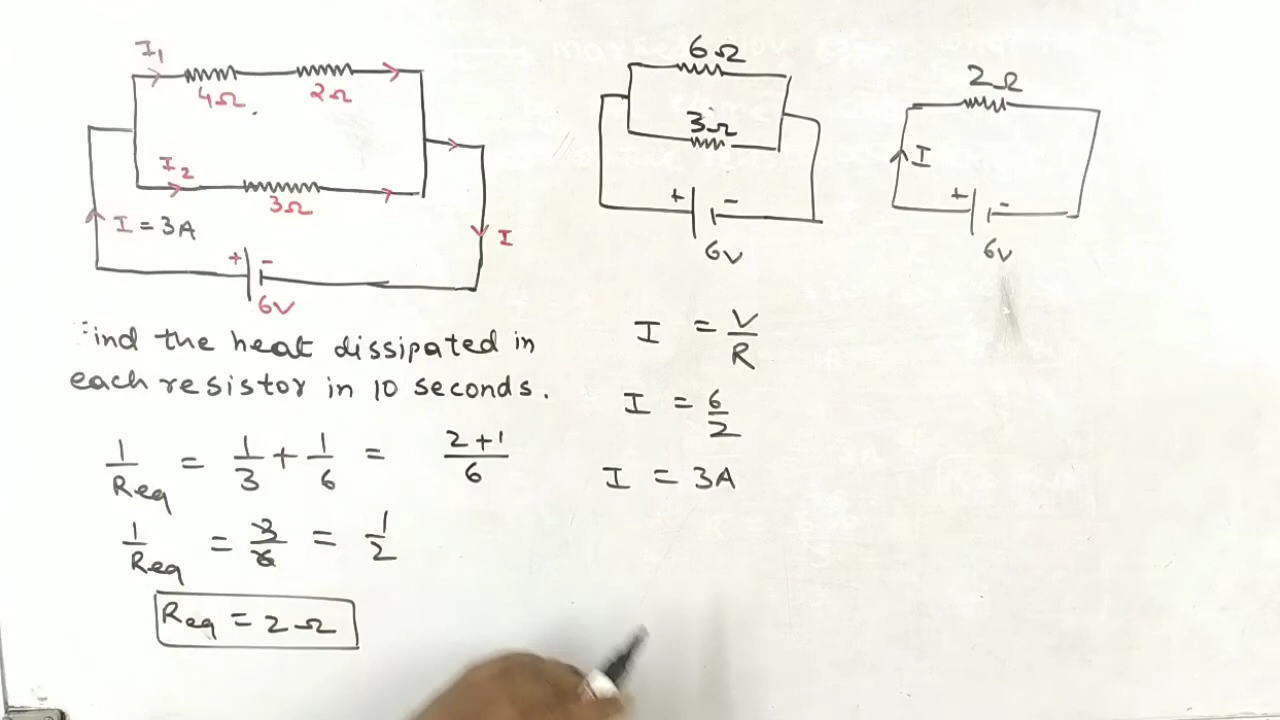 I₁
4Ω 2Ω
I₂
3Ω
I = 3A
I
+ -
6V
6Ω
3Ω
+ -
6V
2Ω
I
+ -
6V
Find the heat dissipated in
each resistor in 10 seconds.
1/Req = 1/3 + 1/6 = 2+1/6
1/Req = 3/6 = 1/2
Req = 2Ω
I = V/R
I = 6/2
I = 3A